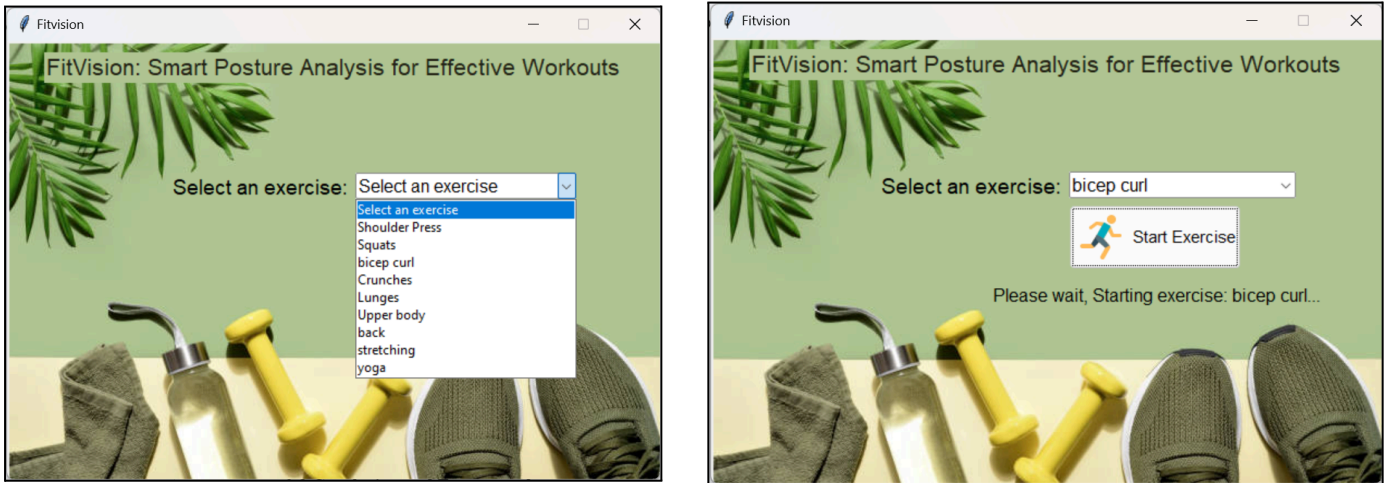 Fitvision
FitVision: Smart Posture Analysis for Effective Workouts
Select an exercise: Select an exercise
Select an exercise
Shoulder Press
Squats
bicep curl
Crunches
Lunges
Upper body
back
stretching
yoga
Fitvision
FitVision: Smart Posture Analysis for Effective Workouts
Select an exercise: bicep curl
Start Exercise
Please wait, Starting exercise: bicep curl...